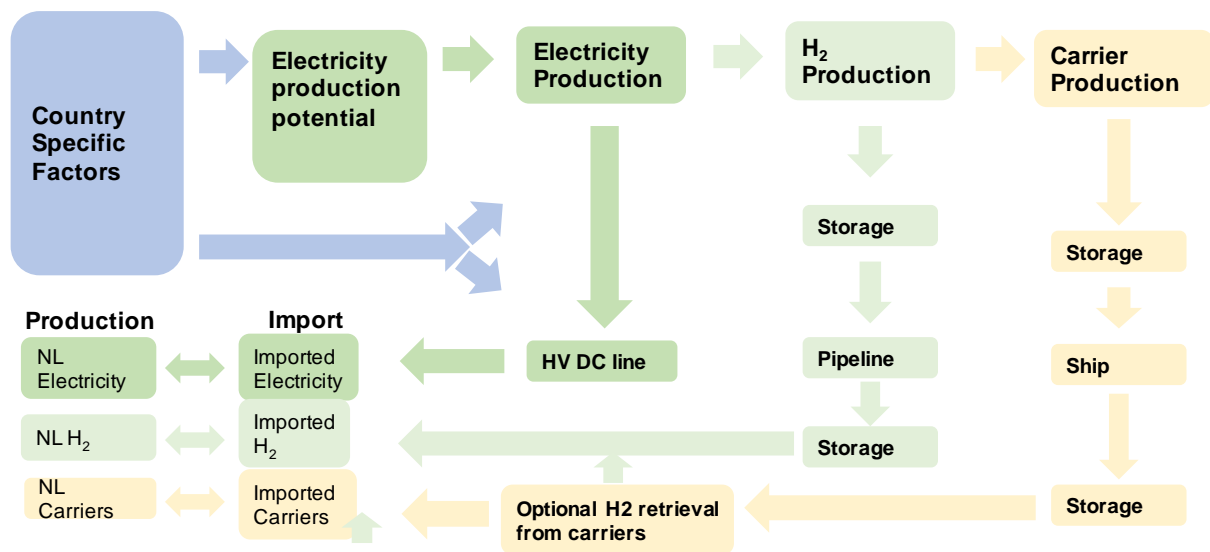 Country
Specific
Factors
Electricity
production
potential
Electricity
Production
H₂
Production
Carrier
Production
Storage
Storage
Production
Import
NL
Electricity
Imported
Electricity
HV DC line
Pipeline
Ship
NL H₂
Imported
H₂
Storage
NL
Carriers
Imported
Carriers
Optional H2 retrieval
from carriers
Storage